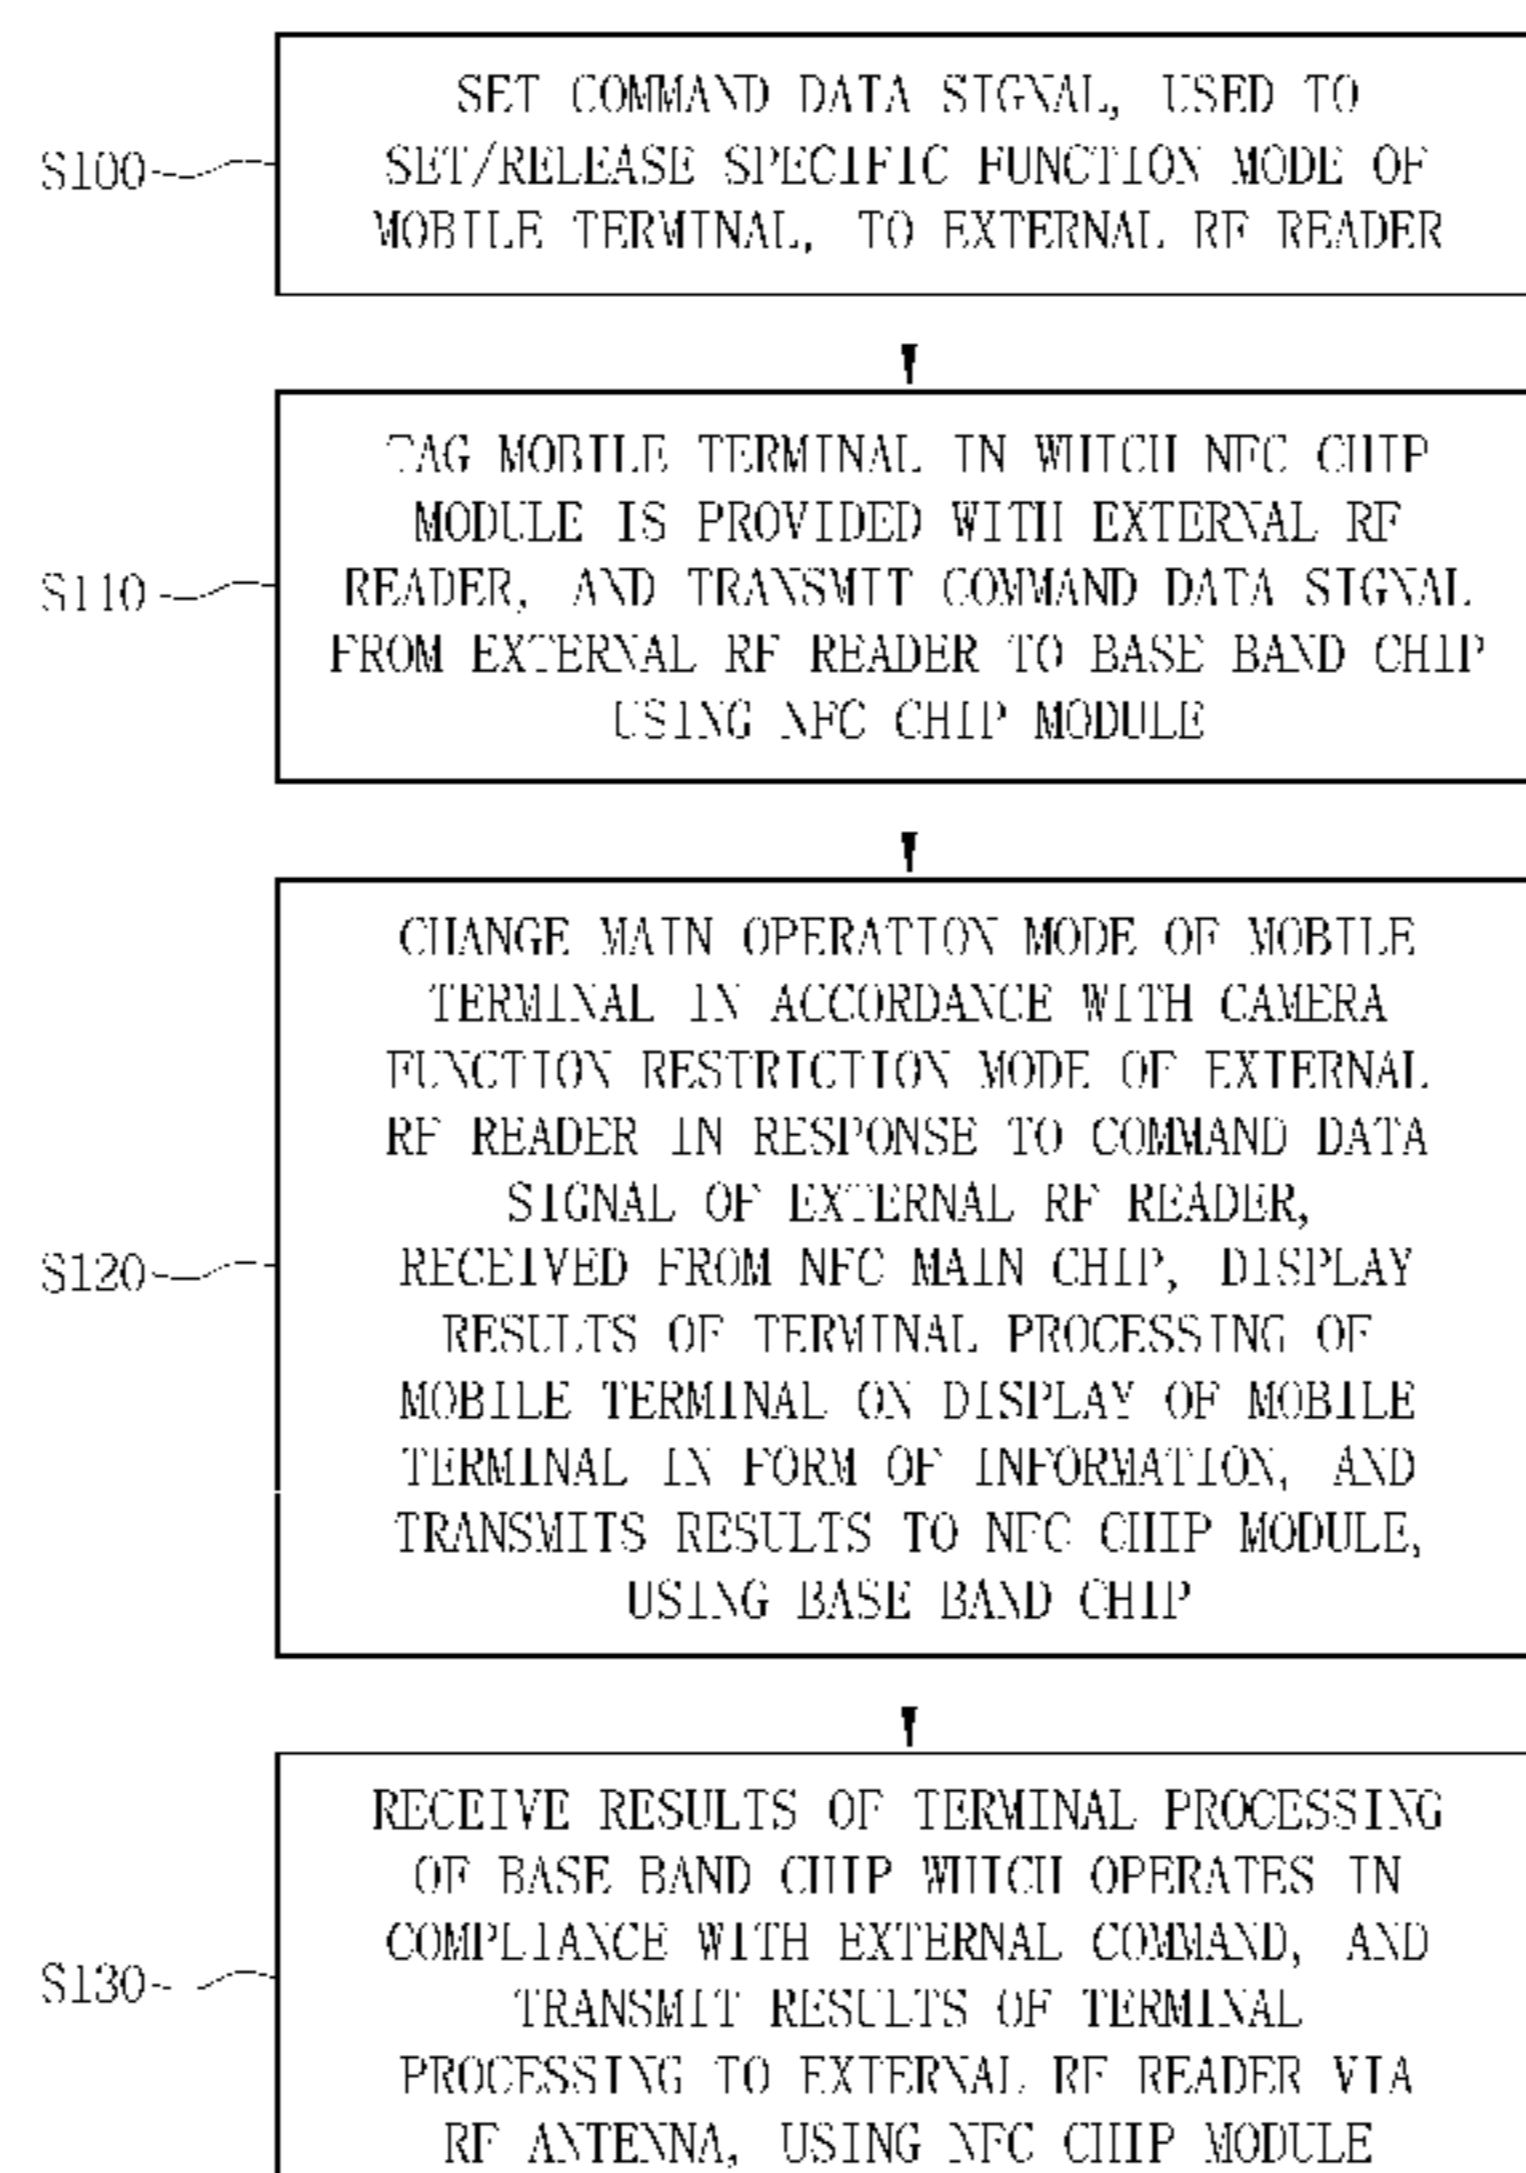 SET COMMAND DATA SIGNAL, USED TO
SET/RELEASE SPECIFIC FUNCTION MODE OF
MOBILE TERMINAL, TO EXTERNAL RF READER
S100
TAG MOBILE TERMINAL IN WHICH NFC CHIP
MODULE IS PROVIDED WITH EXTERNAL RF
READER, AND TRANSMIT COMMAND DATA SIGNAL
FROM EXTERNAL RF READER TO BASE BAND CHIP
USING NFC CHIP MODULE
S110
CHANGE MAIN OPERATION MODE OF MOBILE
TERMINAL IN ACCORDANCE WITH CAMERA
FUNCTION RESTRICTION MODE OF EXTERNAL
RF READER IN RESPONSE TO COMMAND DATA
SIGNAL OF EXTERNAL RF READER,
RECEIVED FROM NFC MAIN CHIP, DISPLAY
RESULTS OF TERMINAL PROCESSING OF
MOBILE TERMINAL ON DISPLAY OF MOBILE
TERMINAL IN FORM OF INFORMATION, AND
TRANSMITS RESULTS TO NFC CHIP MODULE,
USING BASE BAND CHIP
S120
RECEIVE RESULTS OF TERMINAL PROCESSING
OF BASE BAND CHIP WHICH OPERATES IN
COMPLIANCE WITH EXTERNAL COMMAND, AND
TRANSMIT RESULTS OF TERMINAL
PROCESSING TO EXTERNAL RF READER VIA
RF ANTENNA, USING NFC CHIP MODULE
S130